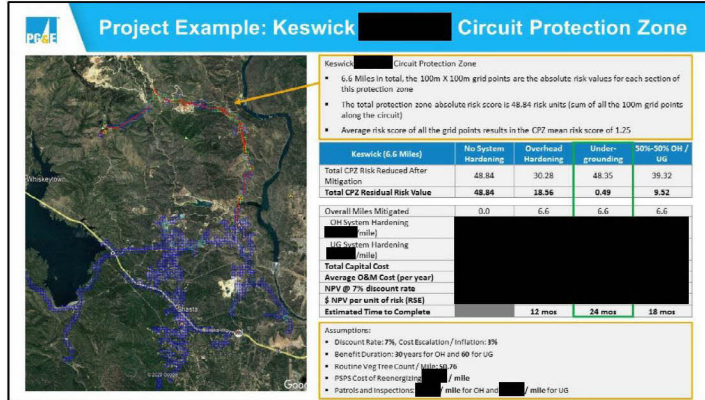 PG&E
Project Example: Keswick Circuit Protection Zone
Keswick Circuit Protection Zone
6.6 Miles in total, the 100m X 100m grid points are the absolute risk values for each section of
this protection zone
The total protection zone absolute risk score is 48.84 risk units (sum of all the 100m grid points
along the circuit)
Average risk score of all the grid points results in the CPZ mean risk score of 1.25
Keswick (6.6 Miles) No System Hardening Overhead Hardening Under-grounding 50%-50% OH / UG
Total CPZ Risk Reduced After Mitigation 48.84 30.28 48.35 39.32
Total CPZ Residual Risk Value 48.84 18.56 0.49 9.52
Overall Miles Mitigated 0.0 6.6 6.6 6.6
OH System Hardening
/mile)
UG System Hardening
/mile)
Total Capital Cost
Average O&M Cost (per year)
NPV @ 7% discount rate
$ NPV per unit of risk (RSE)
Estimated Time to Complete 12 mos 24 mos 18 mos
Assumptions:
Discount Rate: 7%, Cost Escalation / Inflation: 3%
Benefit Duration: 30 years for OH and 60 for UG
Routine Veg Tree Count / Mile: 50.76
PSPS Cost of Reenergizing / mile
Patrols and Inspections: / mile for OH and / mile for UG
Whiskeytown
Shasta
© 2020 Google
Goo